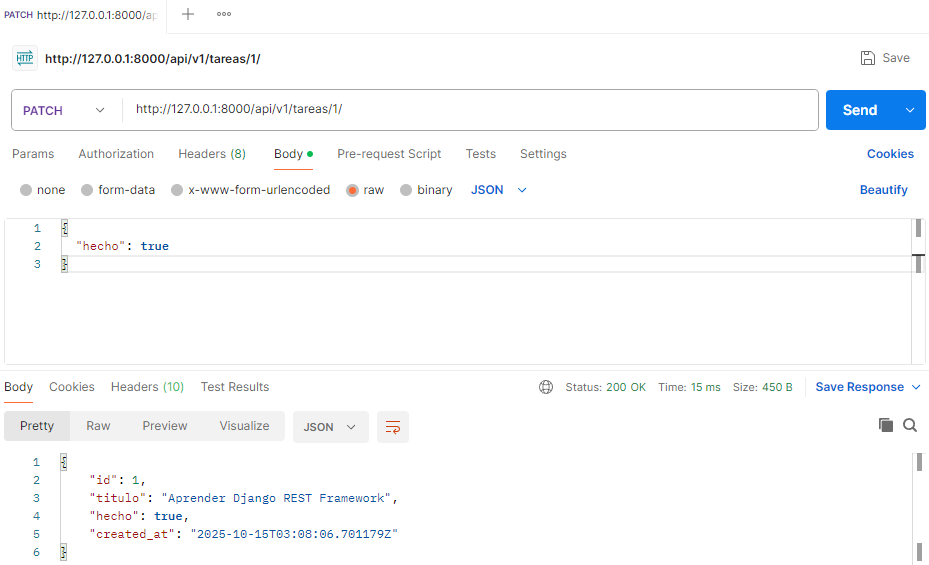 PATCH http://127.0.0.1:8000/ap
HTTP http://127.0.0.1:8000/api/v1/tareas/1/ Save
PATCH http://127.0.0.1:8000/api/v1/tareas/1/ Send
Params Authorization Headers (8) Body Pre-request Script Tests Settings Cookies
none form-data x-www-form-urlencoded raw binary JSON Beautify
1 {
2 "hecho": true
3 }
Body Cookies Headers (10) Test Results Status: 200 OK Time: 15 ms Size: 450 B Save Response
Pretty Raw Preview Visualize JSON
1 {
2 "id": 1,
3 "titulo": "Aprender Django REST Framework",
4 "hecho": true,
5 "created_at": "2025-10-15T03:08:06.701179Z"
6 }